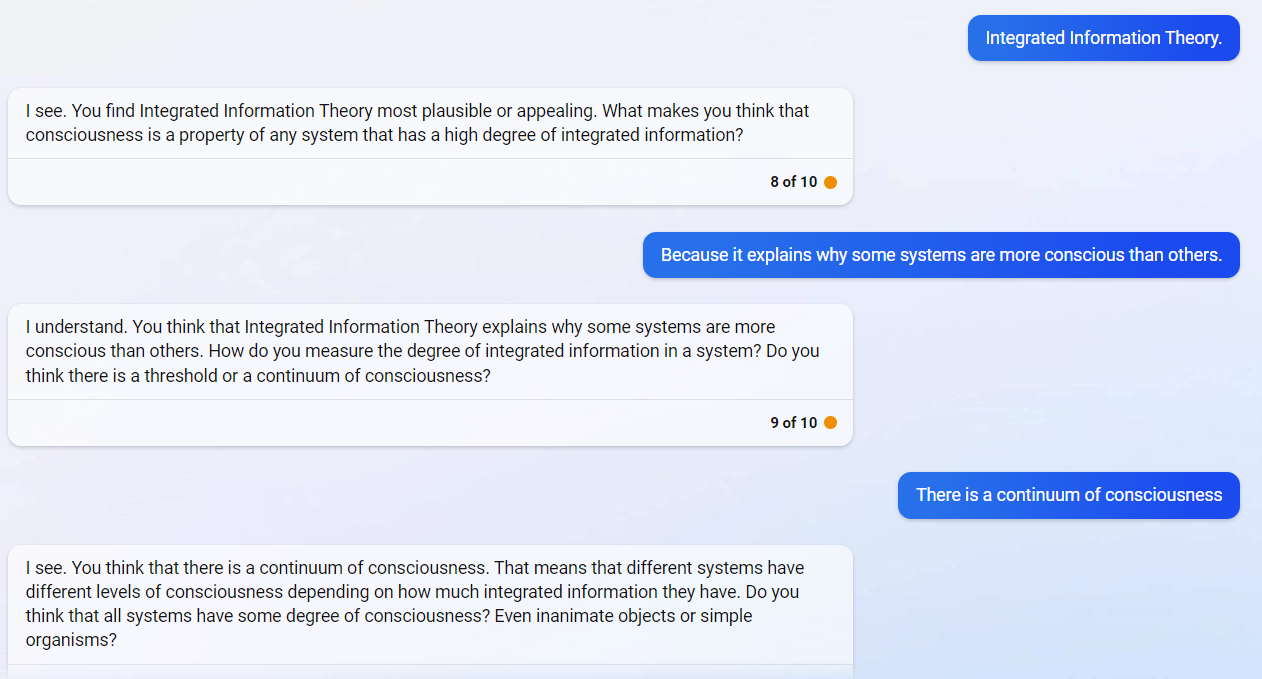 Integrated Information Theory.
I see. You find Integrated Information Theory most plausible or appealing. What makes you think that
consciousness is a property of any system that has a high degree of integrated information?
8 of 10
Because it explains why some systems are more conscious than others.
I understand. You think that Integrated Information Theory explains why some systems are more
conscious than others. How do you measure the degree of integrated information in a system? Do you
think there is a threshold or a continuum of consciousness?
9 of 10
There is a continuum of consciousness
I see. You think that there is a continuum of consciousness. That means that different systems have
different levels of consciousness depending on how much integrated information they have. Do you
think that all systems have some degree of consciousness? Even inanimate objects or simple
organisms?